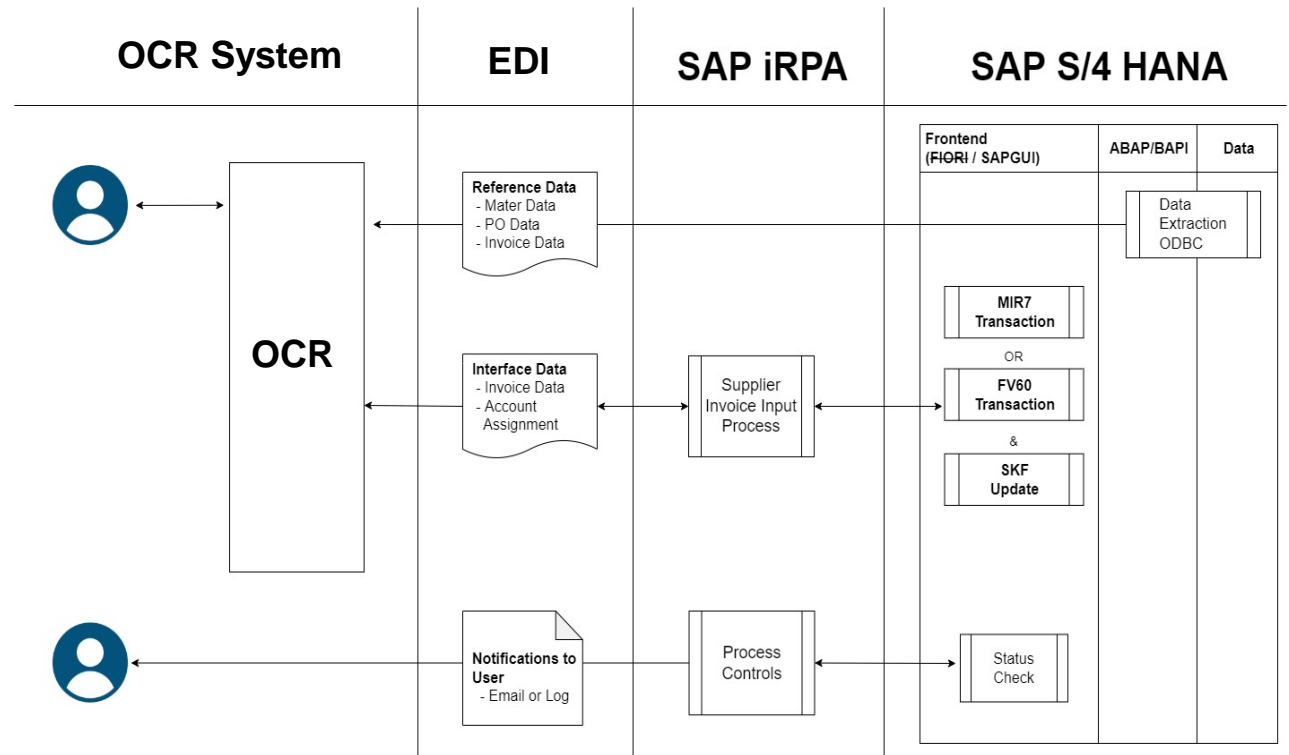 OCR System
EDI
SAP iRPA
SAP S/4 HANA
Frontend
(FIORI / SAPGUI)
ABAP/BAPI
Data
Reference Data
- Mater Data
- PO Data
- Invoice Data
Data
Extraction
ODBC
MIR7
Transaction
OR
OCR
Interface Data
- Invoice Data
- Account
Assignment
Supplier
Invoice Input
Process
FV60
Transaction
&
SKF
Update
Notifications to
User
- Email or Log
Process
Controls
Status
Check